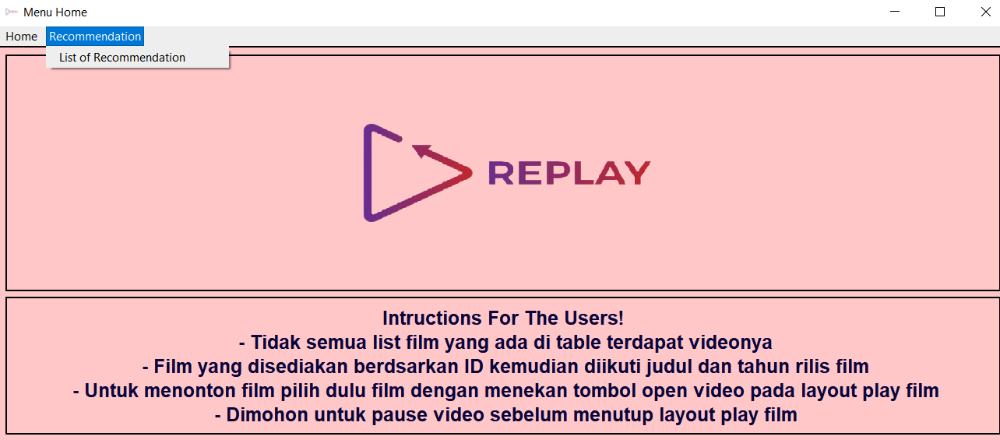 Menu Home
Home Recommendation
List of Recommendation
REPLAY
Intructions For The Users!
- Tidak semua list film yang ada di table terdapat videonya
- Film yang disediakan berdsarkan ID kemudian diikuti judul dan tahun rilis film
- Untuk menonton film pilih dulu film dengan menekan tombol open video pada layout play film
- Dimohon untuk pause video sebelum menutup layout play film